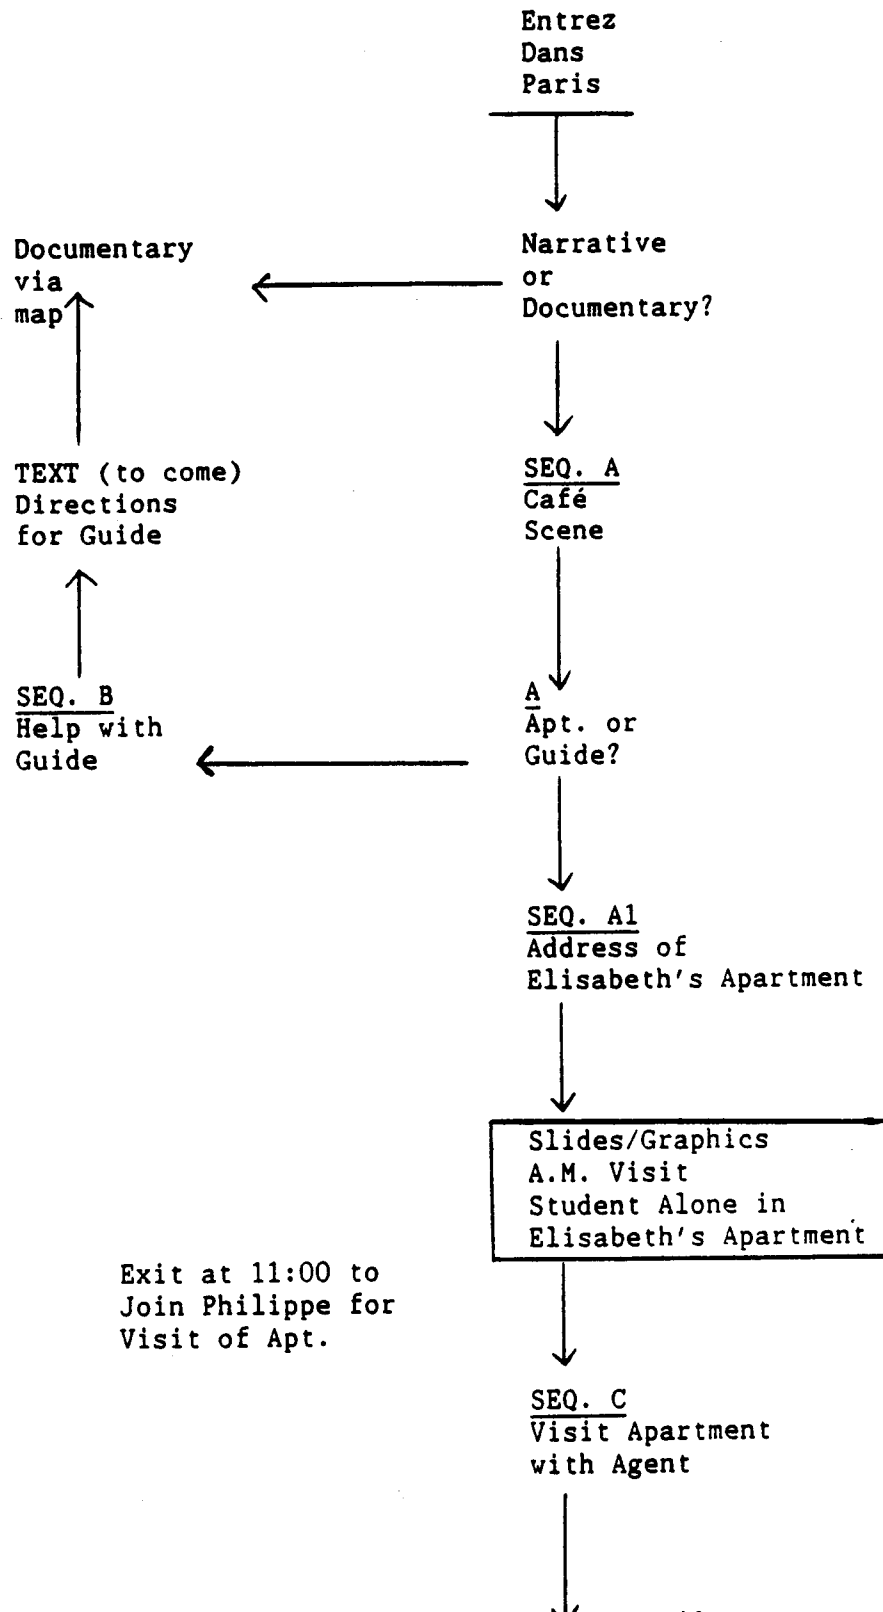 Entrez
Dans
Paris
Narrative
or
Documentary?
Documentary
via
map
SEQ. A
Café
Scene
TEXT (to come)
Directions
for Guide
A
Apt. or
Guide?
SEQ. B
Help with
Guide
SEQ. A1
Address of
Elisabeth's Apartment
Slides/Graphics
A.M. Visit
Student Alone in
Elisabeth's Apartment
Exit at 11:00 to
Join Philippe for
Visit of Apt.
SEQ. C
Visit Apartment
with Agent